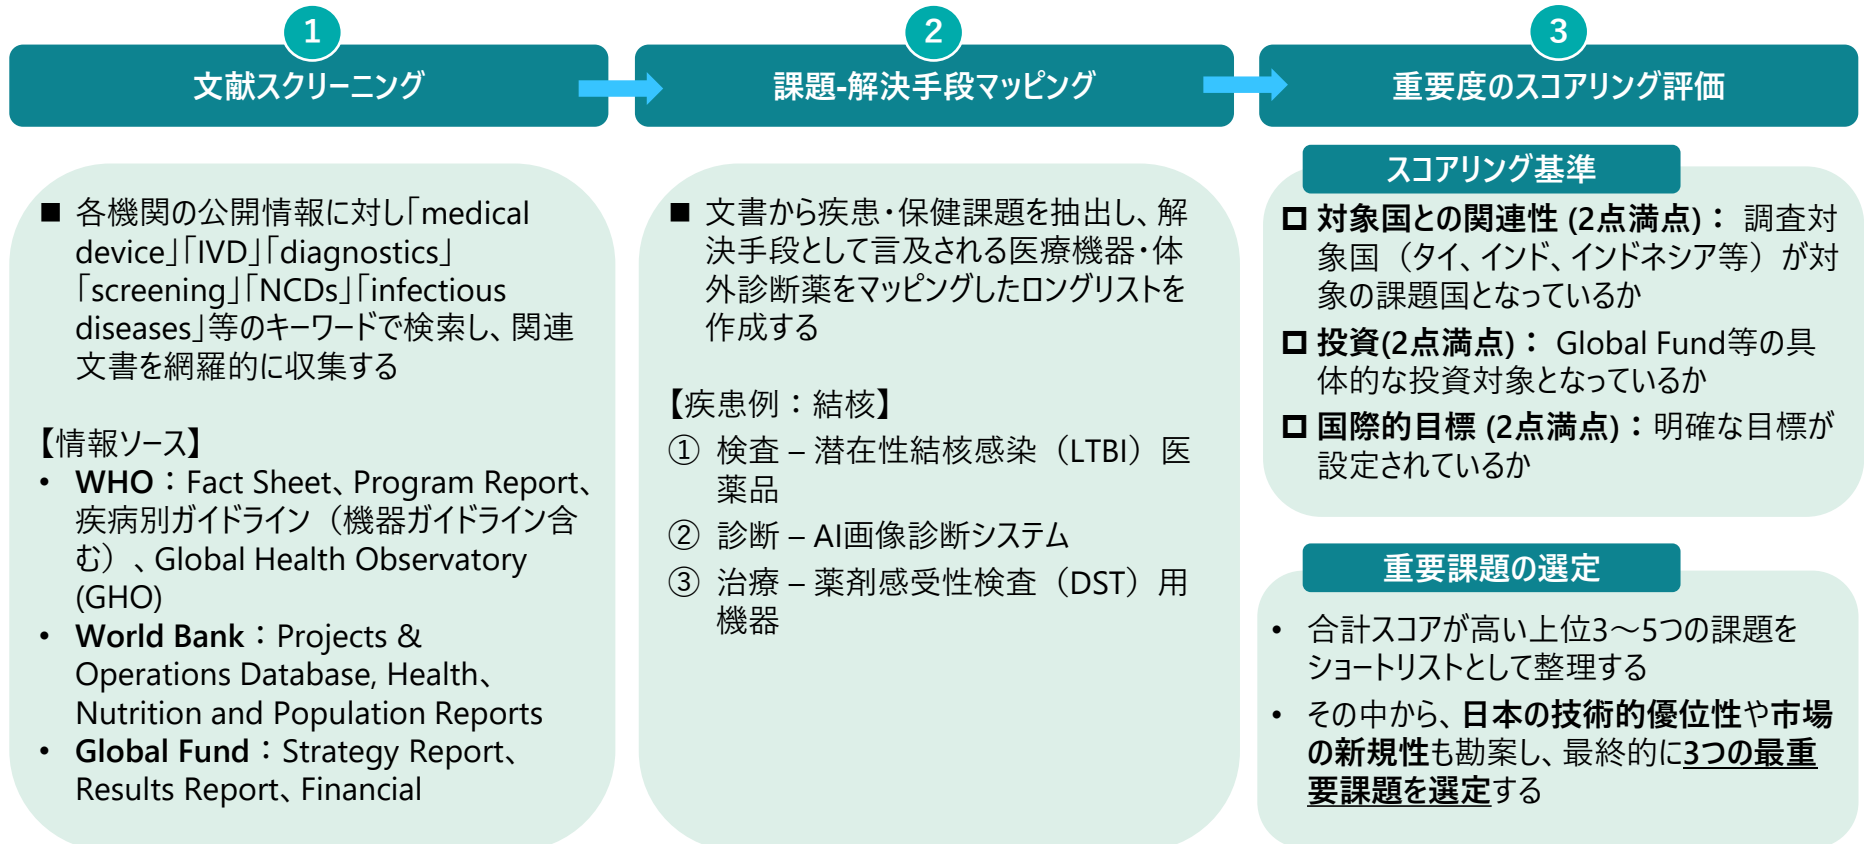 1
文献スクリーニング
■ 各機関の公開情報に対し「medical
device」「IVD」「diagnostics」
「screening」「NCDs」「infectious
diseases」等のキーワードで検索し、関連
文書を網羅的に収集する
【情報ソース】
• WHO：Fact Sheet、Program Report、
疾病別ガイドライン（機器ガイドライン含
む）、Global Health Observatory
(GHO)
• World Bank：Projects &
Operations Database, Health、
Nutrition and Population Reports
• Global Fund：Strategy Report、
Results Report、Financial
2
課題-解決手段マッピング
■ 文書から疾患・保健課題を抽出し、解
決手段として言及される医療機器・体
外診断薬をマッピングしたロングリストを
作成する
【疾患例：結核】
① 検査 – 潜在性結核感染（LTBI）医
薬品
② 診断 – AI画像診断システム
③ 治療 – 薬剤感受性検査（DST）用
機器
3
重要度のスコアリング評価
スコアリング基準
❑ 対象国との関連性 (2点満点)： 調査対
象国（タイ、インド、インドネシア等）が対
象の課題国となっているか
❑ 投資(2点満点)： Global Fund等の具
体的な投資対象となっているか
❑ 国際的目標 (2点満点)：明確な目標が
設定されているか
重要課題の選定
• 合計スコアが高い上位3～5つの課題を
ショートリストとして整理する
• その中から、日本の技術的優位性や市場
の新規性も勘案し、最終的に3つの最重
要課題を選定する